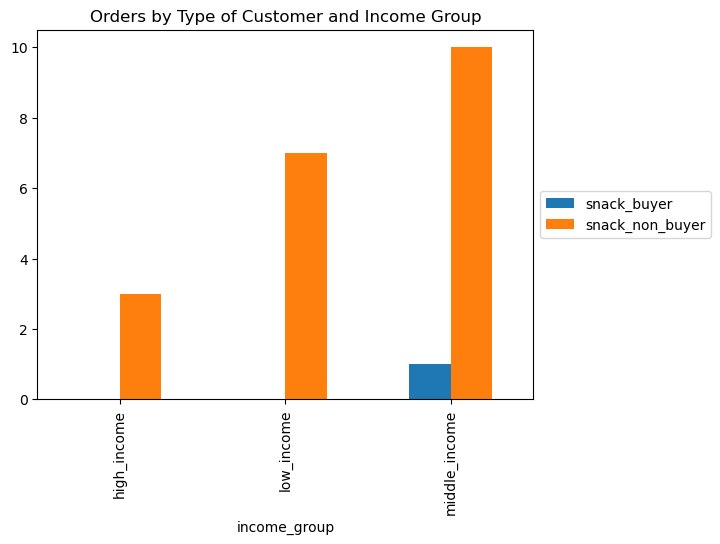 Orders by Type of Customer and Income Group
10
8
6
4
2
0
high_income
low_income
middle_income
income_group
snack_buyer
snack_non_buyer